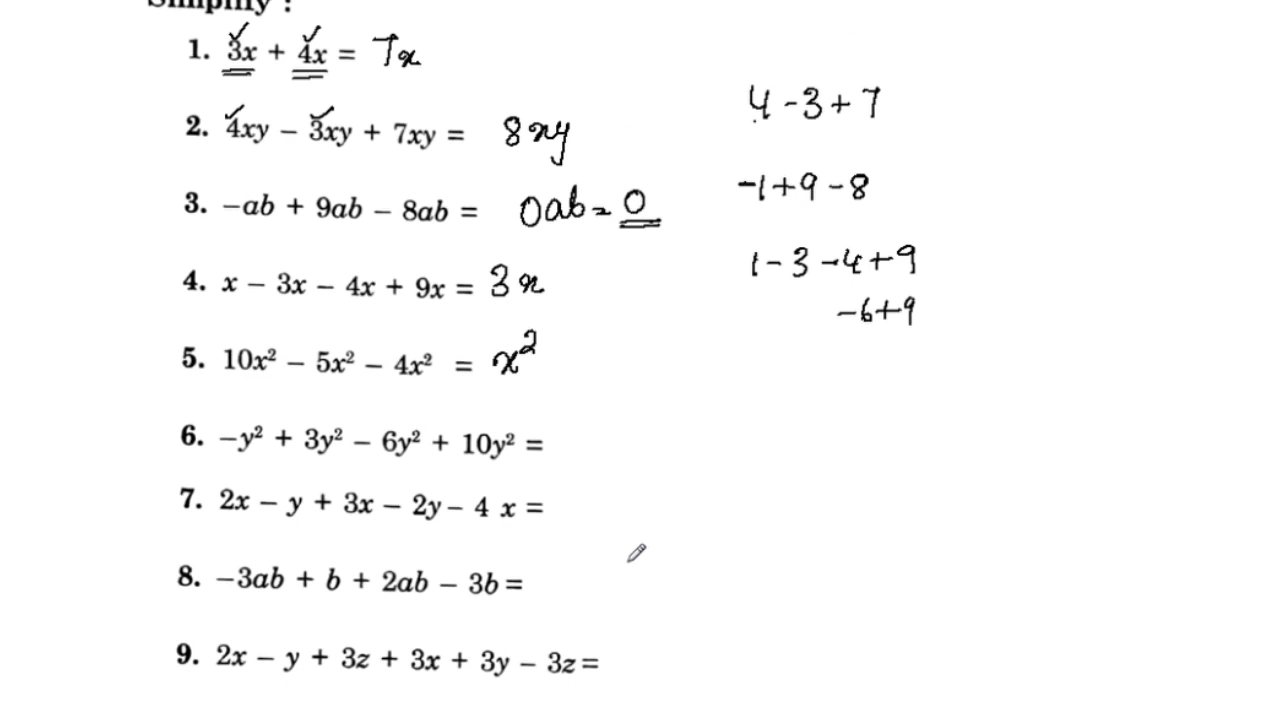 Simplify :
1. 3x + 4x = 7x
4 - 3 + 7
2. 4xy – 3xy + 7xy = 8xy
-1 + 9 - 8
3. –ab + 9ab – 8ab = 0ab = 0
1 - 3 - 4 + 9
4. x – 3x – 4x + 9x = 3x
-6 + 9
5. 10x² – 5x² – 4x² = x²
6. –y² + 3y² – 6y² + 10y² =
7. 2x – y + 3x – 2y – 4 x =
8. –3ab + b + 2ab – 3b =
9. 2x – y + 3z + 3x + 3y – 3z =